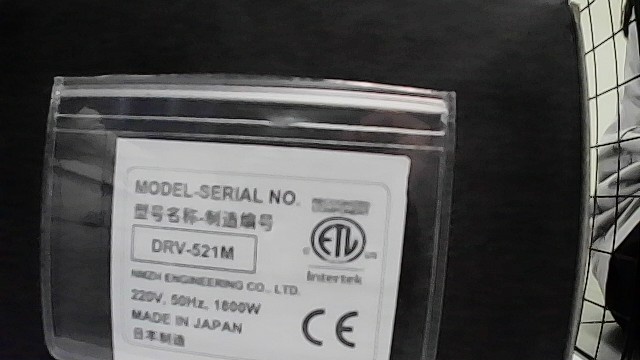 MODEL-SERIAL NO.
型号名称-制造编号
DRV-521M
ENGINEERING CO., LTD.
220V, 50Hz, 1800W
MADE IN JAPAN
日本制造
ETL
Intertek
CE